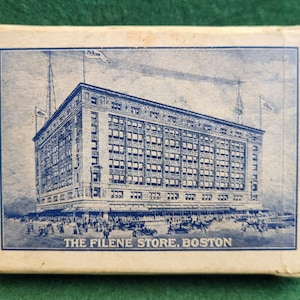 THE FILENE STORE, BOSTON